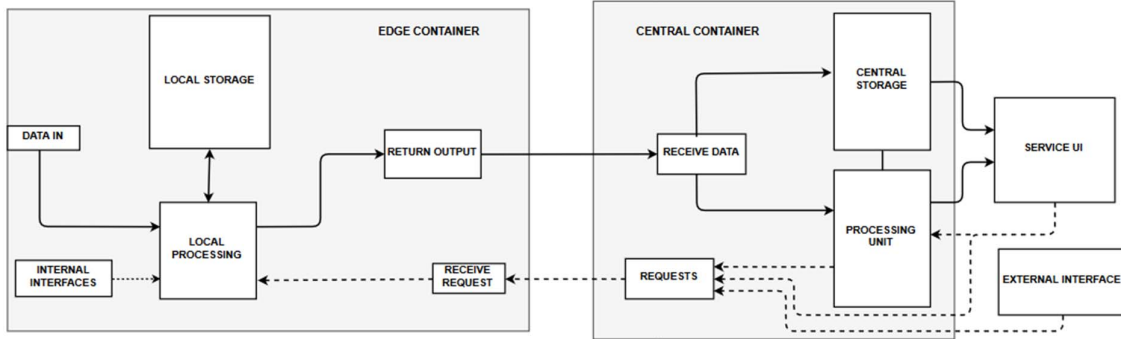 EDGE CONTAINER
LOCAL STORAGE
DATA IN
RETURN OUTPUT
LOCAL
PROCESSING
INTERNAL
INTERFACES
RECEIVE
REQUEST
CENTRAL CONTAINER
CENTRAL
STORAGE
RECEIVE DATA
SERVICE UI
PROCESSING
UNIT
REQUESTS
EXTERNAL INTERFACE